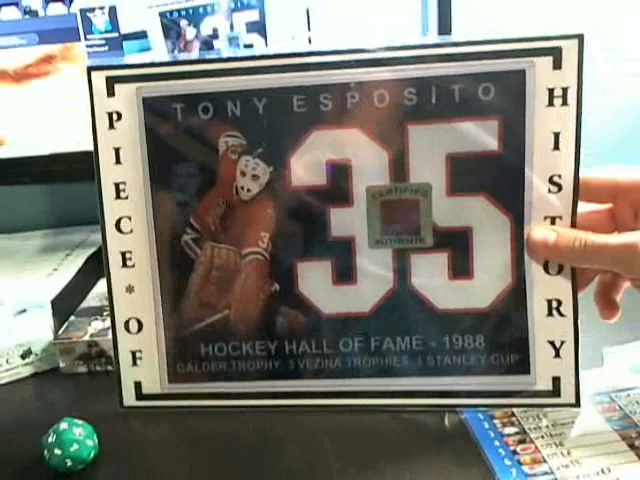 TONY ESPOSITO
PIECE * OF
HISTORY
35
CERTIFIED
AUTHENTIC
HOCKEY HALL OF FAME - 1988
CALDER TROPHY, 3 VEZINA TROPHIES, 1 STANLEY CUP